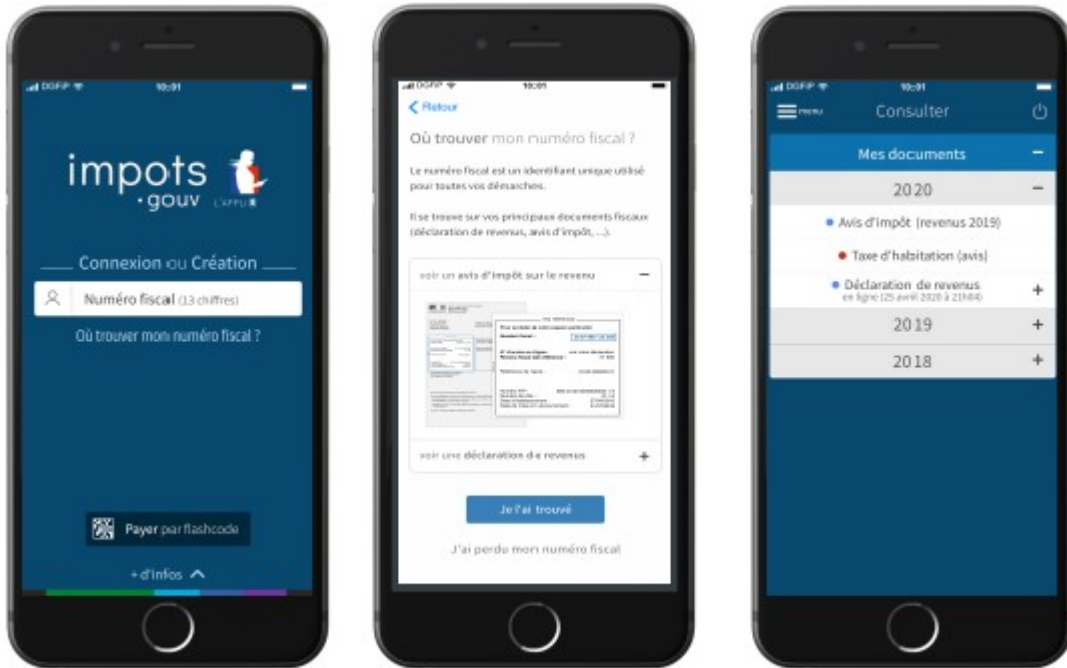 DGFiP
10:01
impots
.gouv
L'APPLI
Connexion ou Création
Numéro fiscal (13 chiffres)
Où trouver mon numéro fiscal ?
Payer par flashcode
+ d'infos
DGFiP
10:01
Retour
Où trouver mon numéro fiscal ?
Le numéro fiscal est un identifiant unique utilisé
pour toutes vos démarches.
Il se trouve sur vos principaux documents fiscaux
(déclaration de revenus, avis d'impôt, ...).
voir un avis d'impôt sur le revenu
voir une déclaration de revenus
Je l'ai trouvé
J'ai perdu mon numéro fiscal
DGFiP
10:01
menu
Consulter
Mes documents
2020
Avis d'impôt (revenus 2019)
Taxe d'habitation (avis)
Déclaration de revenus
en ligne (25 avril 2020 à 21h04)
2019
2018